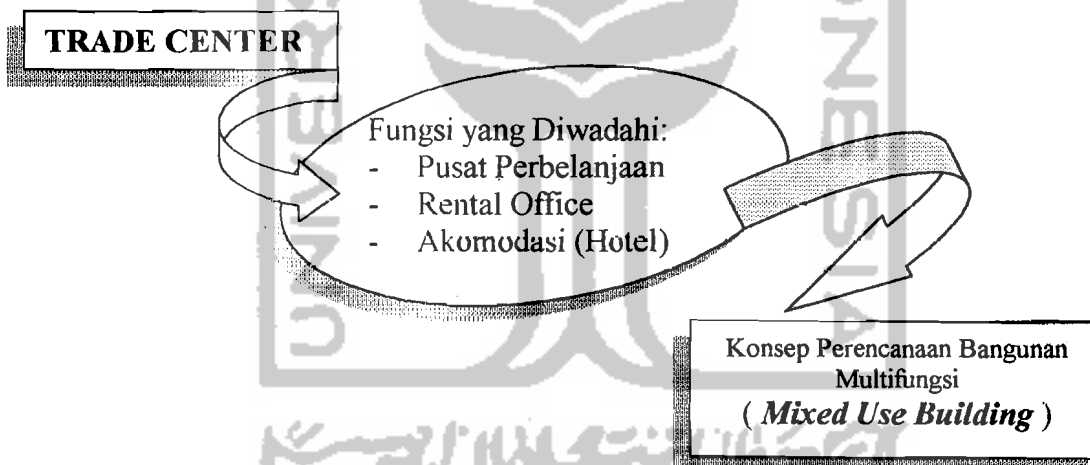 TRADE CENTER
Fungsi yang Diwadahi:
- Pusat Perbelanjaan
- Rental Office
- Akomodasi (Hotel)
Konsep Perencanaan Bangunan
Multifungsi
( Mixed Use Building )